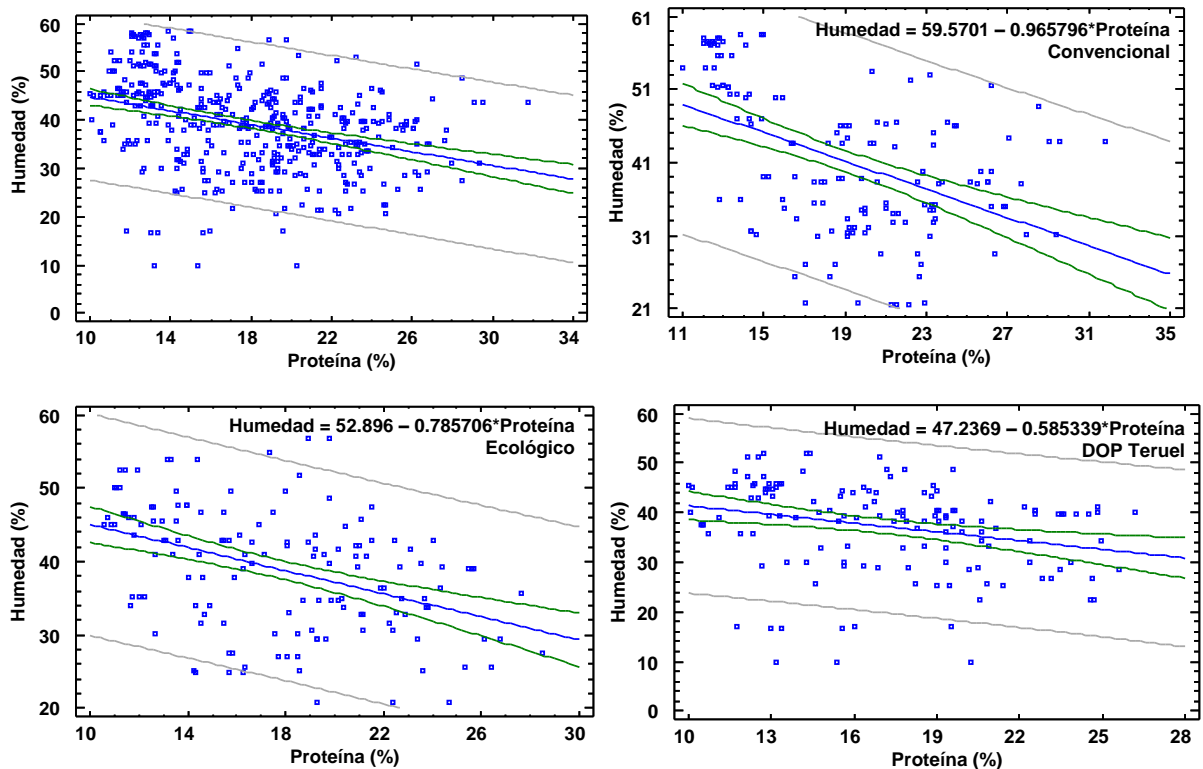 60
50
40
30
20
10
0
Humedad (%)
10 14 18 22 26 30 34
Proteína (%)
Humedad = 59.5701 – 0.965796*Proteína
Convencional
61
51
41
31
21
Humedad (%)
11 15 19 23 27 31 35
Proteína (%)
Humedad = 52.896 – 0.785706*Proteína
Ecológico
60
50
40
30
20
Humedad (%)
10 14 18 22 26 30
Proteína (%)
Humedad = 47.2369 – 0.585339*Proteína
DOP Teruel
60
50
40
30
20
10
0
Humedad (%)
10 13 16 19 22 25 28
Proteína (%)